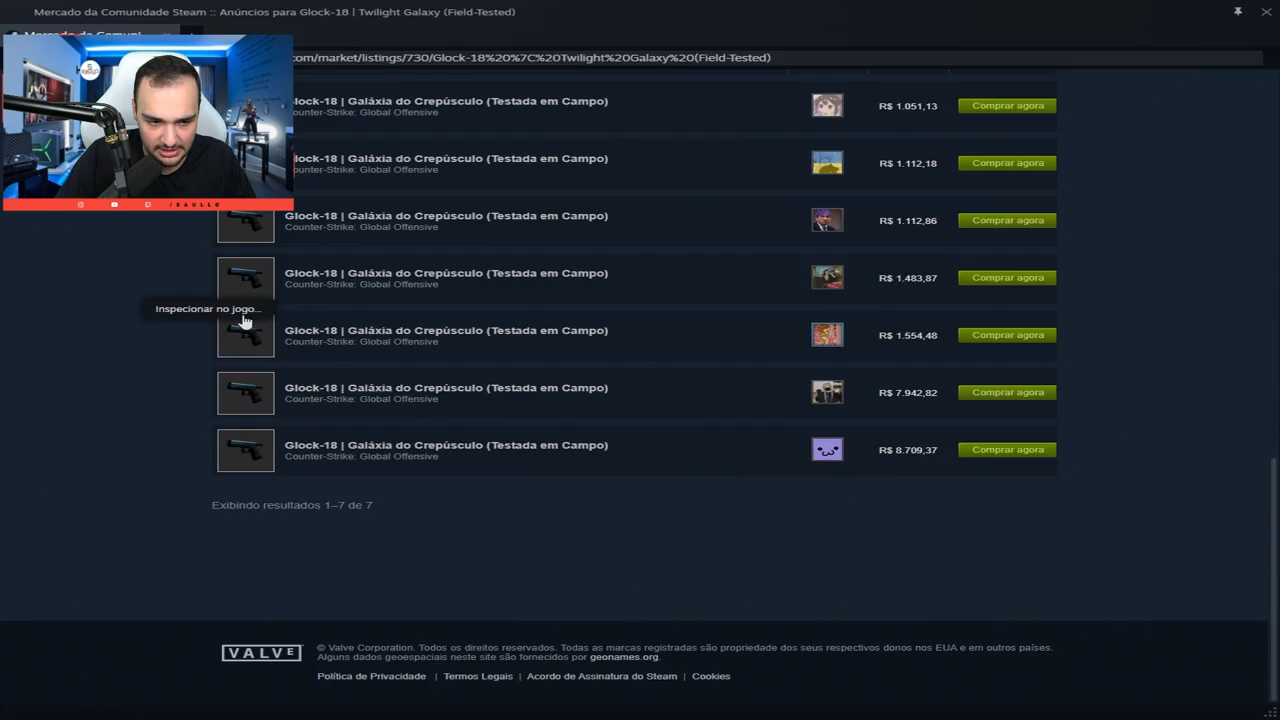 Mercado da Comunidade Steam :: Anúncios para Glock-18 | Twilight Galaxy (Field-Tested)
com/market/listings/730/Glock-18%20%7C%20Twilight%20Galaxy%20(Field-Tested)
lock-18 | Galáxia do Crepúsculo (Testada em Campo) R$ 1.051,13 Comprar agora
ounter-Strike: Global Offensive
lock-18 | Galáxia do Crepúsculo (Testada em Campo) R$ 1.112,18 Comprar agora
ounter-Strike: Global Offensive
/SAULLO
Glock-18 | Galáxia do Crepúsculo (Testada em Campo) R$ 1.112,86 Comprar agora
Counter-Strike: Global Offensive
Glock-18 | Galáxia do Crepúsculo (Testada em Campo) R$ 1.483,87 Comprar agora
Counter-Strike: Global Offensive
Inspecionar no jogo...
Glock-18 | Galáxia do Crepúsculo (Testada em Campo) R$ 1.554,48 Comprar agora
Counter-Strike: Global Offensive
Glock-18 | Galáxia do Crepúsculo (Testada em Campo) R$ 7.942,82 Comprar agora
Counter-Strike: Global Offensive
Glock-18 | Galáxia do Crepúsculo (Testada em Campo) R$ 8.709,37 Comprar agora
Counter-Strike: Global Offensive
Exibindo resultados 1–7 de 7
VALVE © Valve Corporation. Todos os direitos reservados. Todas as marcas registradas são propriedade dos seus respectivos donos nos EUA e em outros países.
Alguns dados geoespaciais neste site são fornecidos por geonames.org.
Política de Privacidade | Termos Legais | Acordo de Assinatura do Steam | Cookies